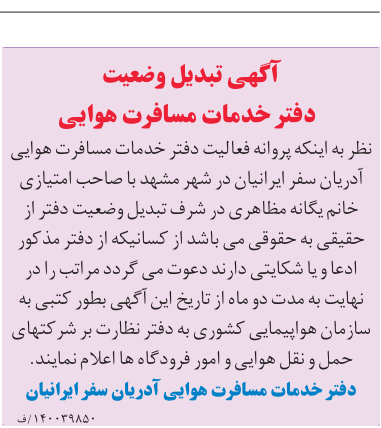 آگهی تبدیل وضعیت
دفتر خدمات مسافرت هوایی
نظر به اینکه پروانه فعالیت دفتر خدمات مسافرت هوایی
آدریان سفر ایرانیان در شهر مشهد با صاحب امتیازی
خانم یگانه مظاهری در شرف تبدیل وضعیت دفتر از
حقیقی به حقوقی می باشد از کسانیکه از دفتر مذکور
ادعا و یا شکایتی دارند دعوت می گردد مراتب را در
نهایت به مدت دو ماه از تاریخ این آگهی بطور کتبی به
سازمان هواپیمایی کشوری به دفتر نظارت بر شرکتهای
حمل و نقل هوایی و امور فرودگاه ها اعلام نمایند.
دفتر خدمات مسافرت هوایی آدریان سفر ایرانیان
۱۴۰۰۳۹۸۵۰/ف